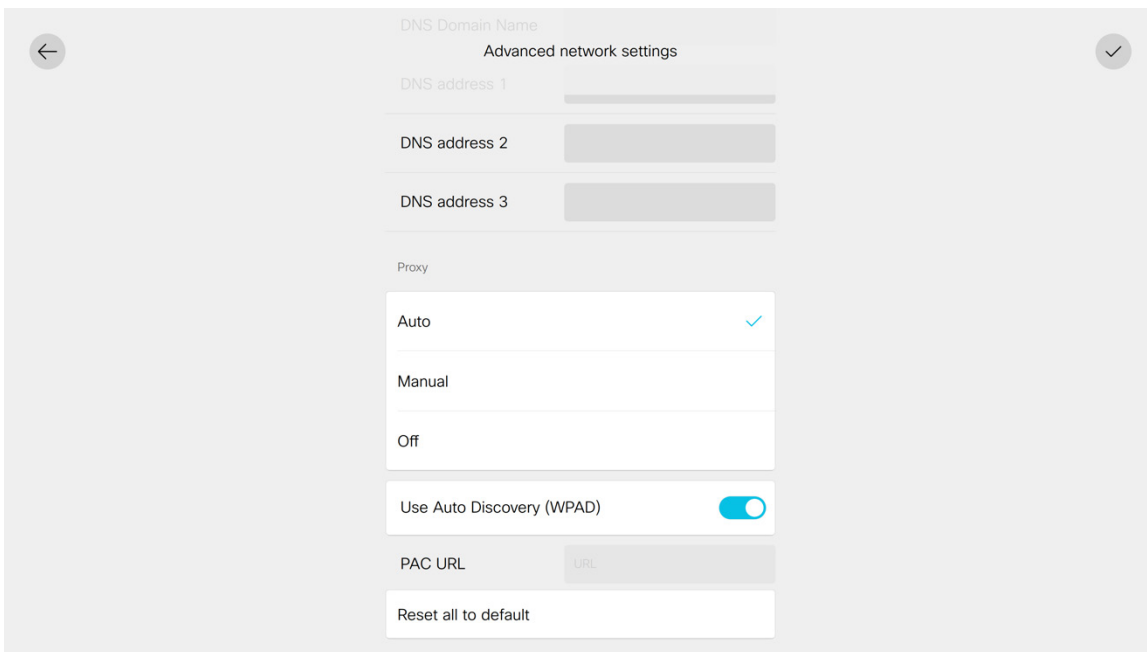 DNS Domain Name
Advanced network settings
DNS address 1
DNS address 2
DNS address 3
Proxy
Auto
Manual
Off
Use Auto Discovery (WPAD)
PAC URL URL
Reset all to default